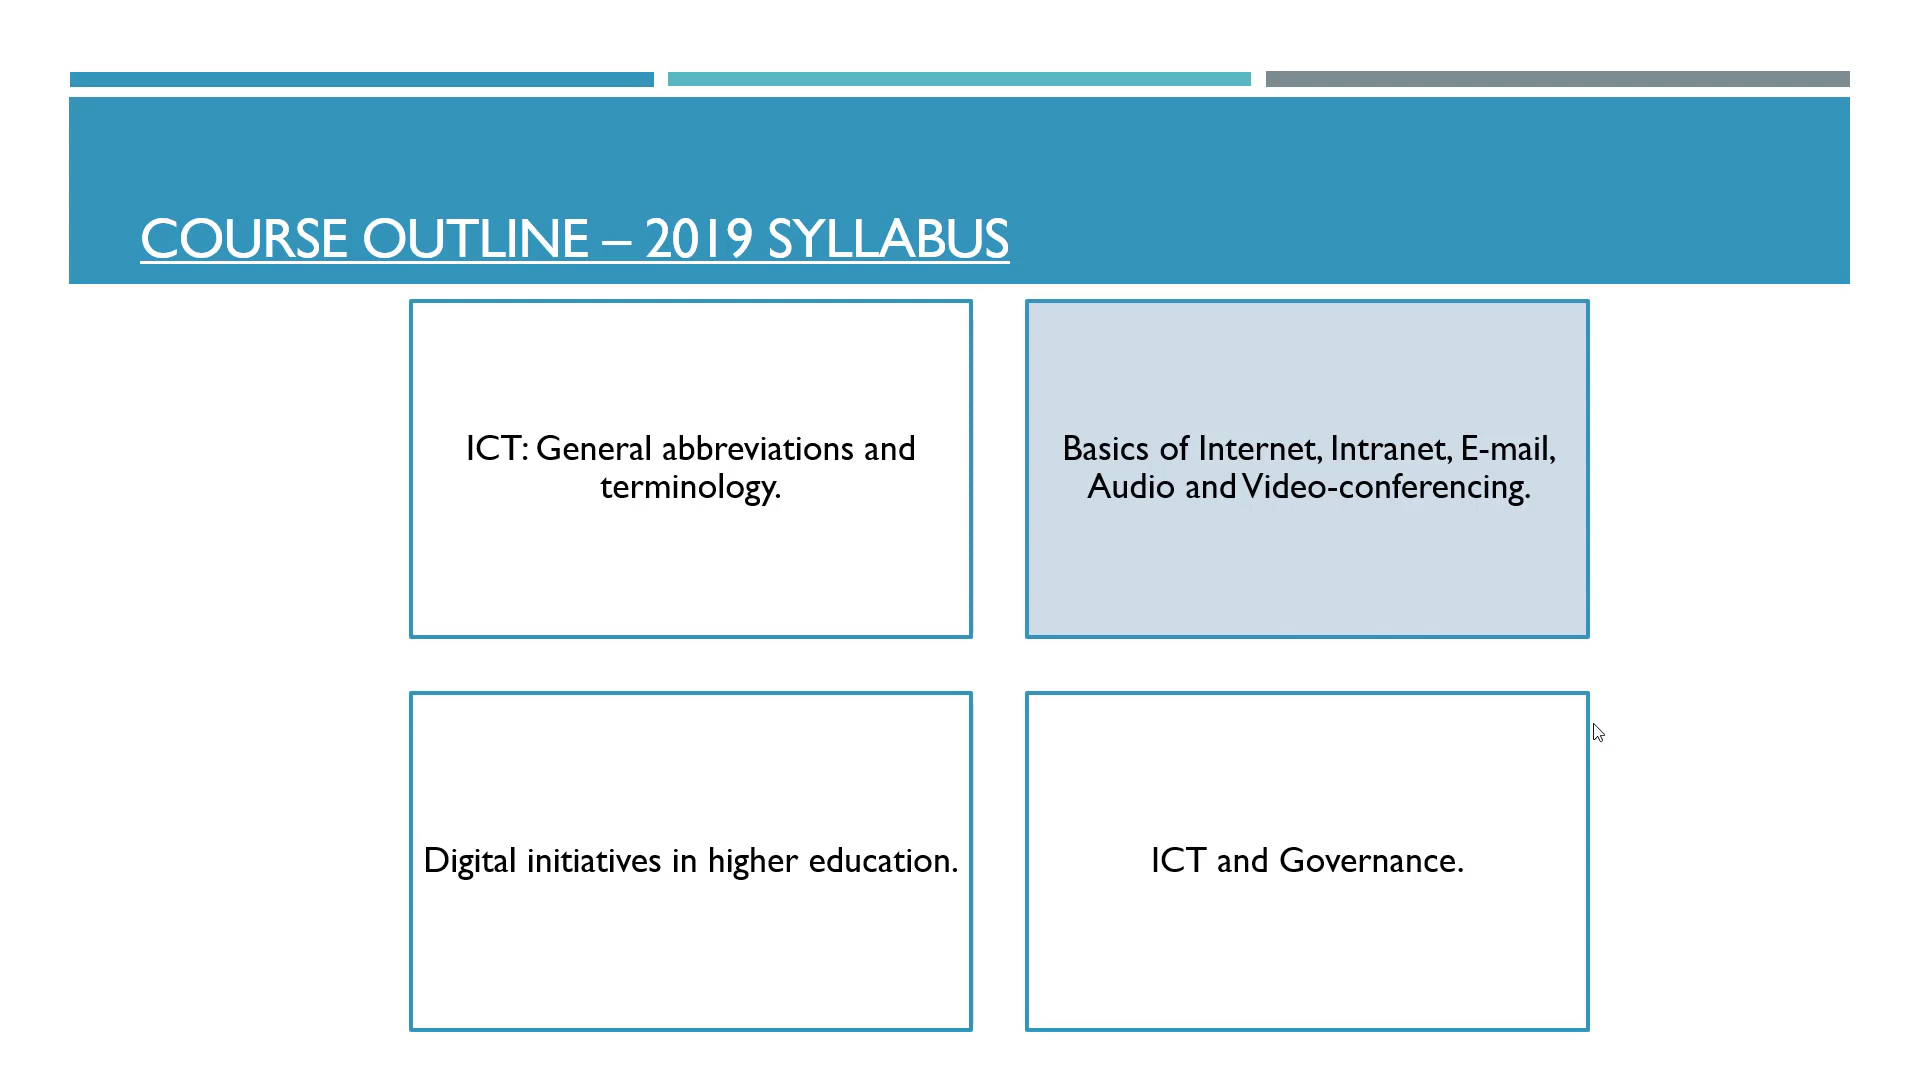 COURSE OUTLINE – 2019 SYLLABUS
ICT: General abbreviations and
terminology.
Basics of Internet, Intranet, E-mail,
Audio and Video-conferencing.
Digital initiatives in higher education.
ICT and Governance.